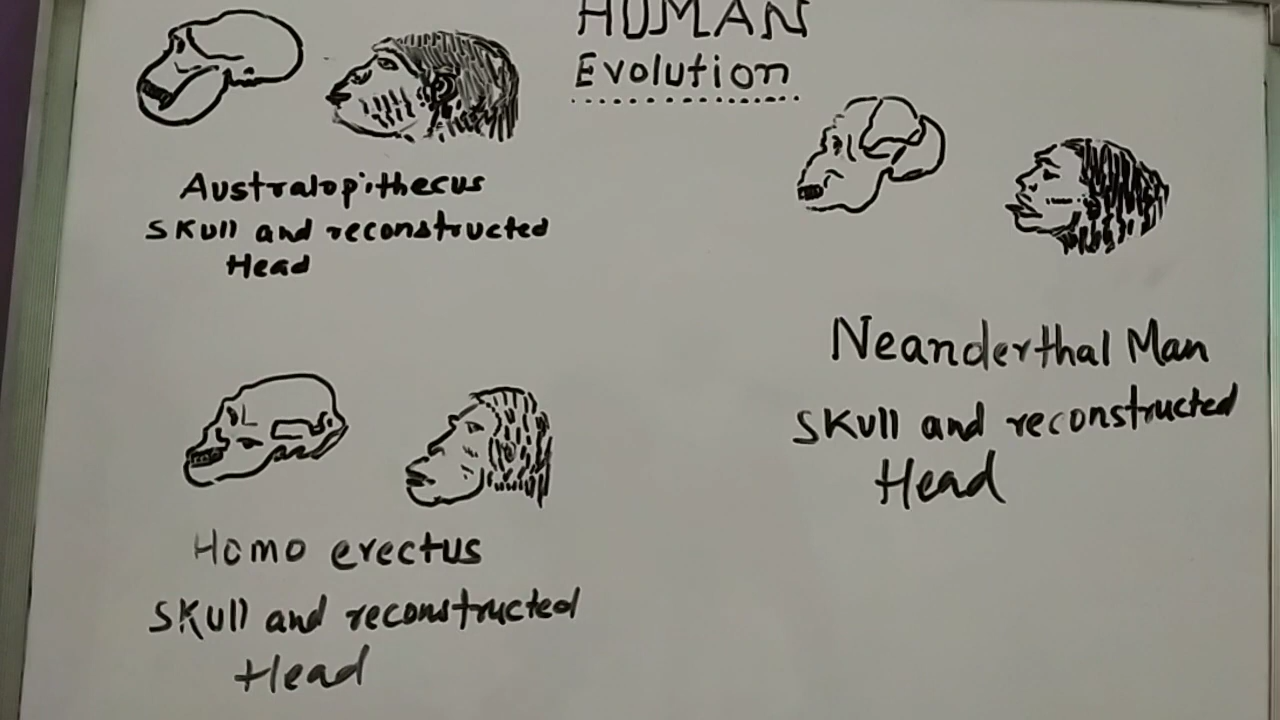 HUMAN
Evolution
Australopithecus
Skull and reconstructed
Head
Neanderthal Man
Skull and reconstructed
Head
Homo erectus
Skull and reconstructed
Head